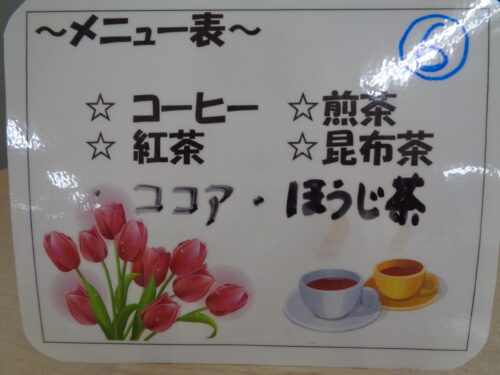 ～メニュー表～
☆ コーヒー ☆煎茶
☆ 紅茶 ☆昆布茶
・ ココア・ほうじ茶